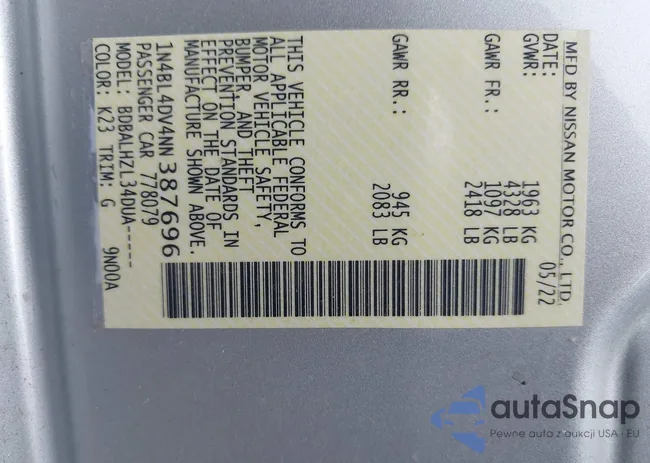 MFD BY NISSAN MOTOR CO., LTD.
DATE: 05/22
GVWR: 1963 KG
4328 LB
GAWR FR.: 1097 KG
2418 LB
GAWR RR.: 945 KG
2083 LB
THIS VEHICLE CONFORMS TO
ALL APPLICABLE FEDERAL
MOTOR VEHICLE SAFETY,
BUMPER, AND THEFT
PREVENTION STANDARDS IN
EFFECT ON THE DATE OF
MANUFACTURE SHOWN ABOVE.
1N4BL4DV4NN387696
PASSENGER CAR 778079
MODEL: BDBALHZL34DUA-----
COLOR: K23 TRIM: G 9N00A
autaSnap
Pewne auta z aukcji USA · EU